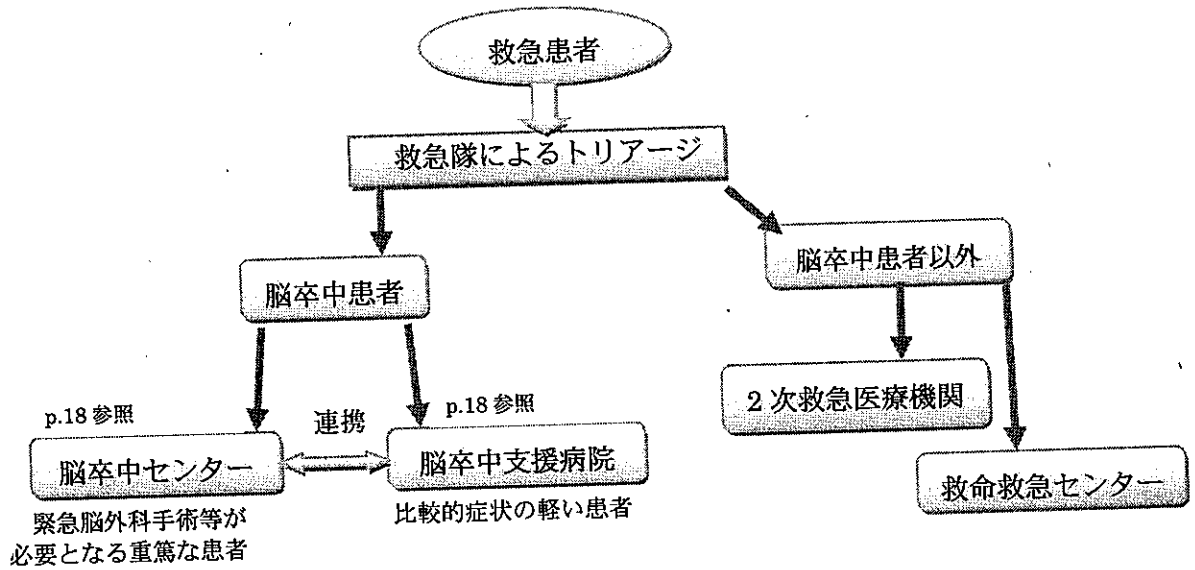 救急患者
救急隊によるトリアージ
脳卒中患者
脳卒中患者以外
2次救急医療機関
p.18 参照
連携
p.18 参照
脳卒中センター
脳卒中支援病院
救命救急センター
緊急脳外科手術等が
必要となる重篤な患者
比較的症状の軽い患者